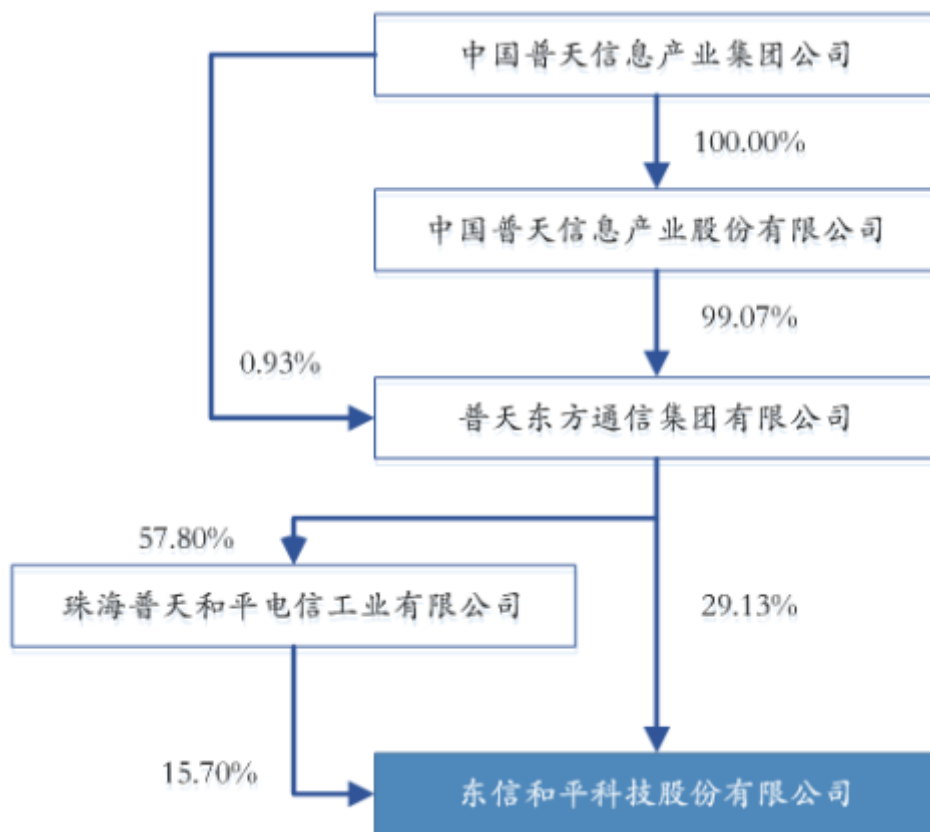 中国普天信息产业集团公司
100.00%
中国普天信息产业股份有限公司
99.07%
0.93%
普天东方通信集团有限公司
57.80%
珠海普天和平电信工业有限公司
29.13%
15.70%
东信和平科技股份有限公司